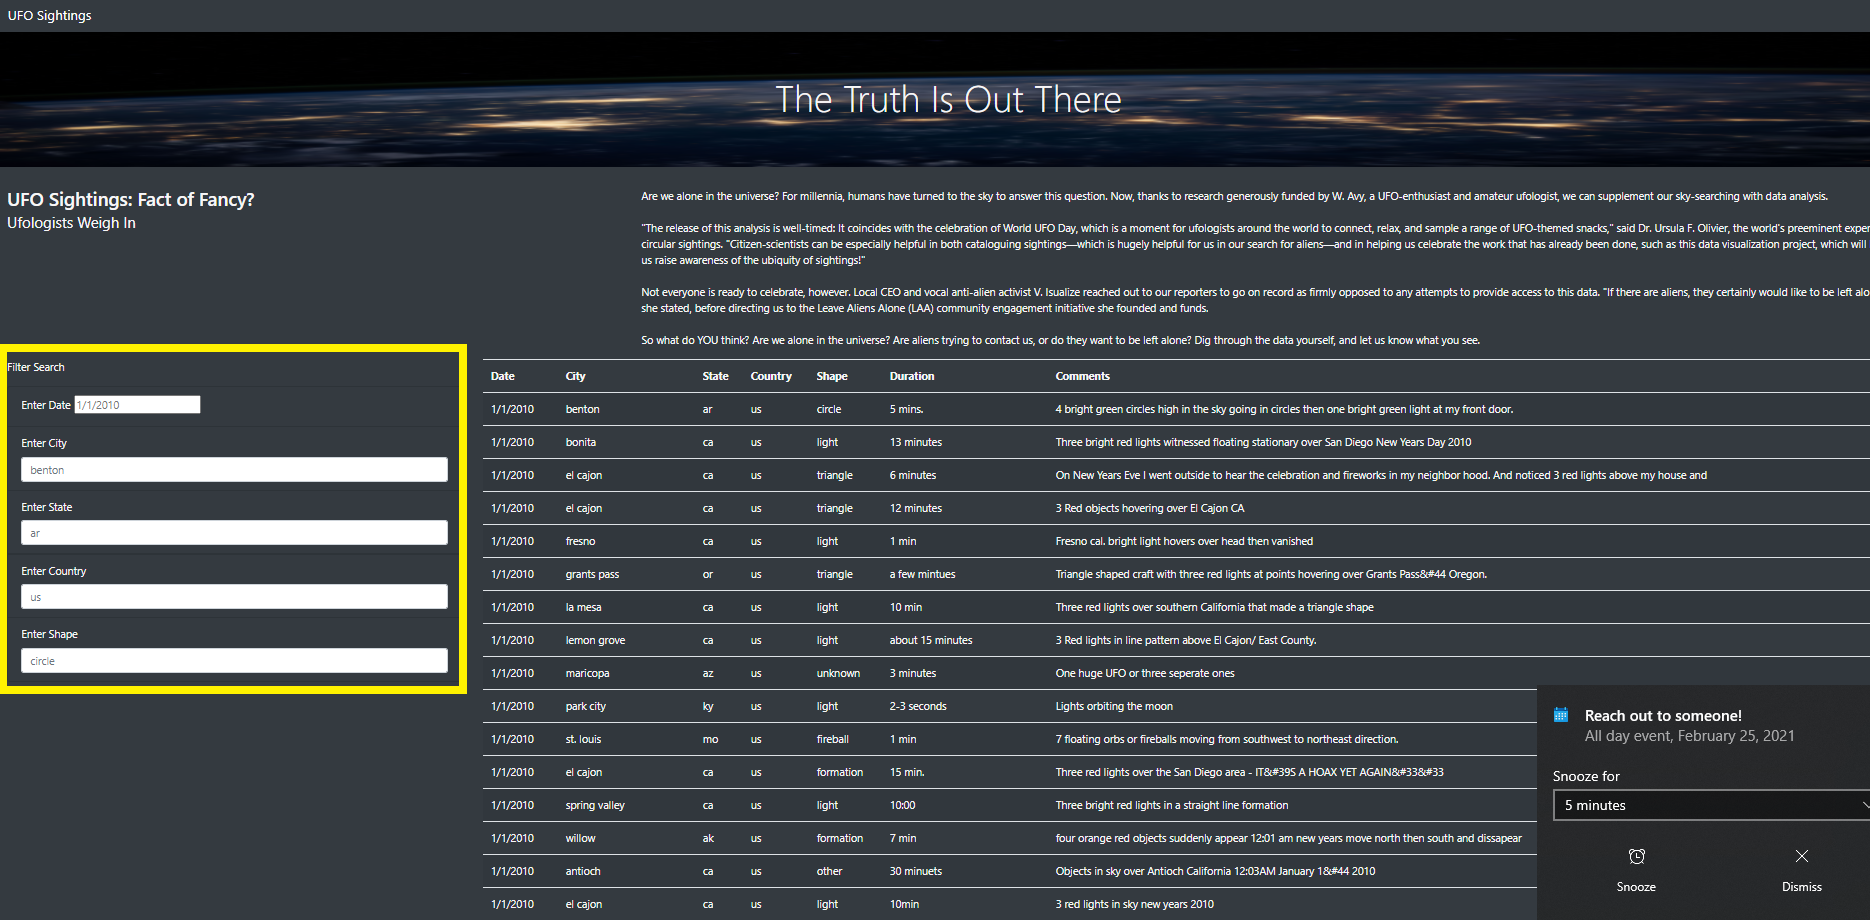 UFO Sightings
The Truth Is Out There
UFO Sightings: Fact of Fancy?
Ufologists Weigh In
Are we alone in the universe? For millennia, humans have turned to the sky to answer this question. Now, thanks to research generously funded by W. Avy, a UFO-enthusiast and amateur ufologist, we can supplement our sky-searching with data analysis.
"The release of this analysis is well-timed: It coincides with the celebration of World UFO Day, which is a moment for ufologists around the world to connect, relax, and sample a range of UFO-themed snacks," said Dr. Ursula F. Olivier, the world's preeminent exper
circular sightings. "Citizen-scientists can be especially helpful in both cataloguing sightings—which is hugely helpful for us in our search for aliens—and in helping us celebrate the work that has already been done, such as this data visualization project, which will
us raise awareness of the ubiquity of sightings!"
Not everyone is ready to celebrate, however. Local CEO and vocal anti-alien activist V. Isualize reached out to our reporters to go on record as firmly opposed to any attempts to provide access to this data. "If there are aliens, they certainly would like to be left alo
she stated, before directing us to the Leave Aliens Alone (LAA) community engagement initiative she founded and funds.
So what do YOU think? Are we alone in the universe? Are aliens trying to contact us, or do they want to be left alone? Dig through the data yourself, and let us know what you see.
Filter Search
Enter Date 1/1/2010
Enter City
benton
Enter State
ar
Enter Country
us
Enter Shape
circle
Date City State Country Shape Duration Comments
1/1/2010 benton ar us circle 5 mins. 4 bright green circles high in the sky going in circles then one bright green light at my front door.
1/1/2010 bonita ca us light 13 minutes Three bright red lights witnessed floating stationary over San Diego New Years Day 2010
1/1/2010 el cajon ca us triangle 6 minutes On New Years Eve I went outside to hear the celebration and fireworks in my neighbor hood. And noticed 3 red lights above my house and
1/1/2010 el cajon ca us triangle 12 minutes 3 Red objects hovering over El Cajon CA
1/1/2010 fresno ca us light 1 min Fresno cal. bright light hovers over head then vanished
1/1/2010 grants pass or us triangle a few mintues Triangle shaped craft with three red lights at points hovering over Grants Pass&#44 Oregon.
1/1/2010 la mesa ca us light 10 min Three red lights over southern California that made a triangle shape
1/1/2010 lemon grove ca us light about 15 minutes 3 Red lights in line pattern above El Cajon/ East County.
1/1/2010 maricopa az us unknown 3 minutes One huge UFO or three seperate ones
1/1/2010 park city ky us light 2-3 seconds Lights orbiting the moon
1/1/2010 st. louis mo us fireball 1 min 7 floating orbs or fireballs moving from southwest to northeast direction.
1/1/2010 el cajon ca us formation 15 min. Three red lights over the San Diego area - IT&#39S A HOAX YET AGAIN&#33&#33
1/1/2010 spring valley ca us light 10:00 Three bright red lights in a straight line formation
1/1/2010 willow ak us formation 7 min four orange red objects suddenly appear 12:01 am new years move north then south and dissapear
1/1/2010 antioch ca us other 30 minuets Objects in sky over Antioch California 12:03AM January 1&#44 2010
1/1/2010 el cajon ca us light 10min 3 red lights in sky new years 2010
Reach out to someone!
All day event, February 25, 2021
Snooze for
5 minutes
Snooze Dismiss